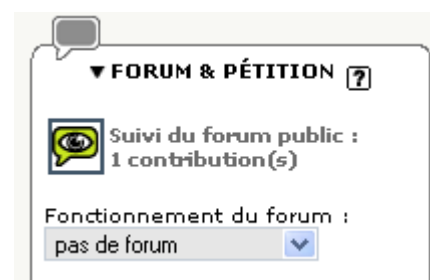 ▼ FORUM & PÉTITION ?
Suivi du forum public :
1 contribution(s)
Fonctionnement du forum :
pas de forum